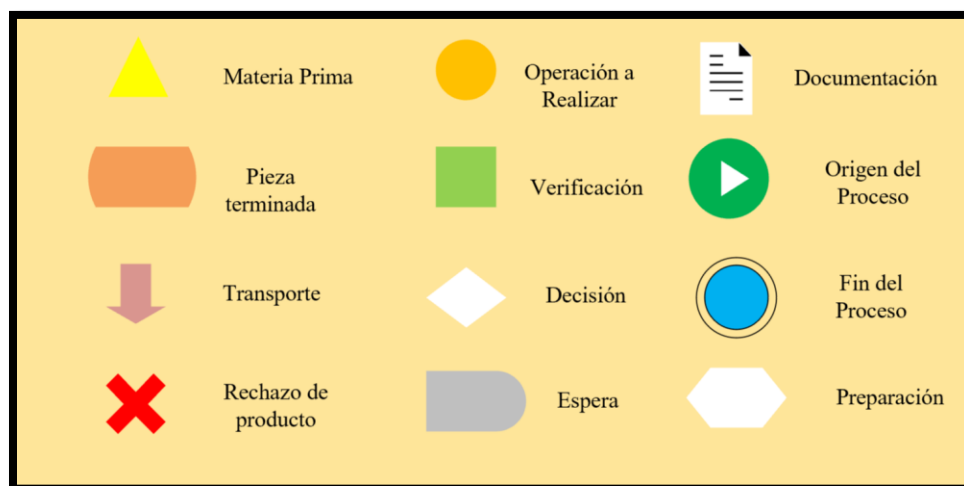 Materia Prima
Operación a
Realizar
Documentación
Pieza
terminada
Verificación
Origen del
Proceso
Transporte
Decisión
Fin del
Proceso
Rechazo de
producto
Espera
Preparación